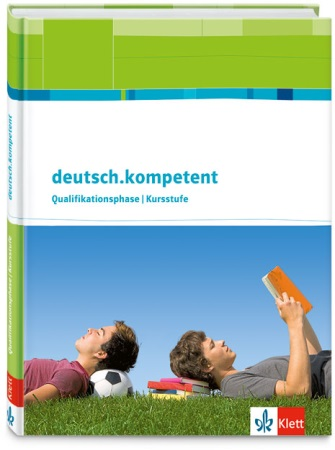 deutsch.kompetent
Qualifikationsphase | Kursstufe
deutsch.kompetent
Qualifikationsphase | Kursstufe
Klett
Klett